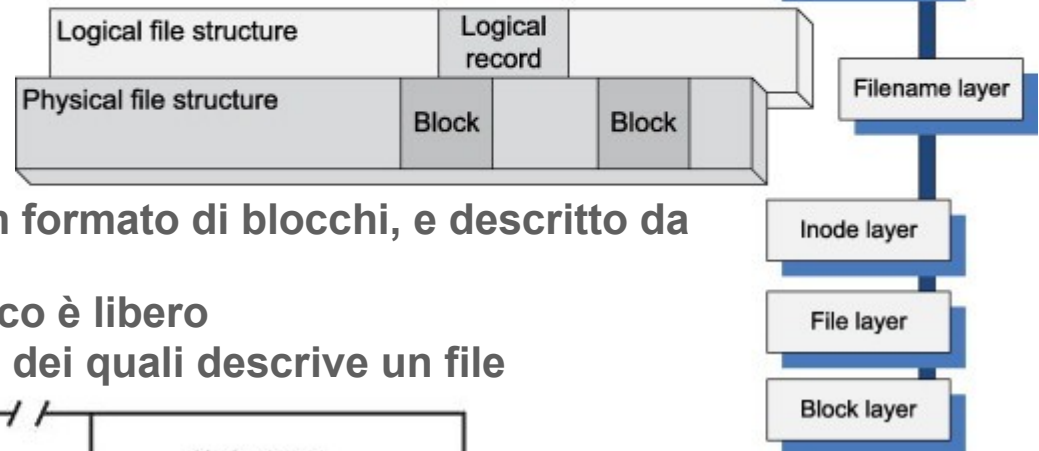 Logical file structure
Logical
record
Physical file structure
Block
Block
Filename layer
formato di blocchi, e descritto da
Inode layer
co è libero
File layer
dei quali descrive un file
Block layer